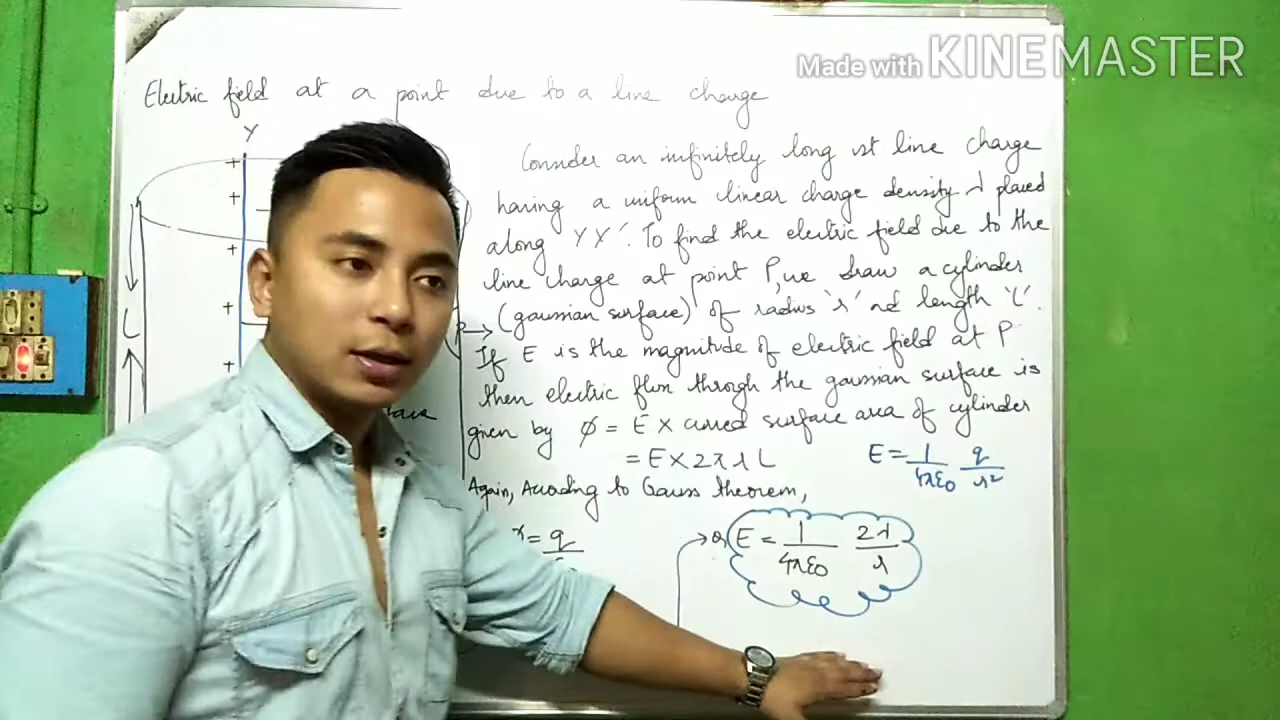 Made with KINEMASTER
Electric field at a point due to a line charge
Y
Consider an infinitely long st line charge
having a uniform linear charge density λ placed
along YX'. To find the electric field due to the
line charge at point P, we draw a cylinder
(gaussian surface) of radius 'r' nd length 'L'.
If E is the magnitude of electric field at P
then electric flux through the gaussian surface is
given by ϕ = E × curved surface area of cylinder
= E × 2πr L
E = 1/4πε0 q/r²
Again, According to Gauss theorem,
= q
or E = 1/4πε0 2λ/r
+
+
+
+
+
L
P